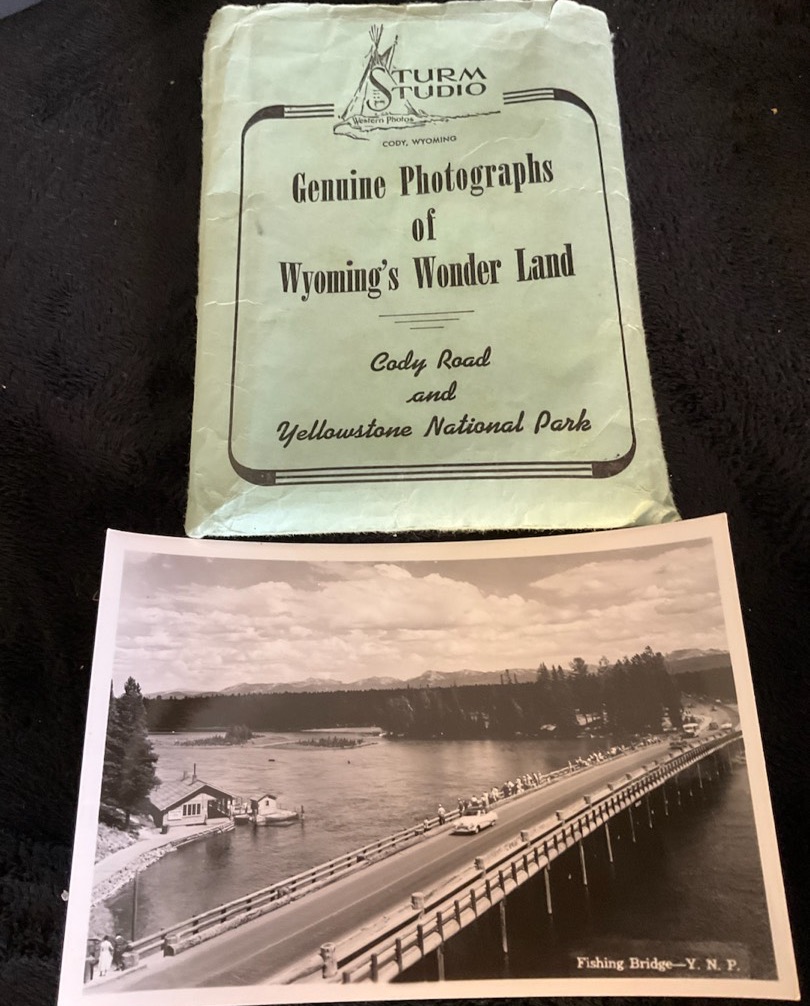 STURM
STUDIO
Western Photos
CODY, WYOMING
Genuine Photographs
of
Wyoming's Wonder Land
Cody Road
and
Yellowstone National Park
Fishing Bridge—Y. N. P.